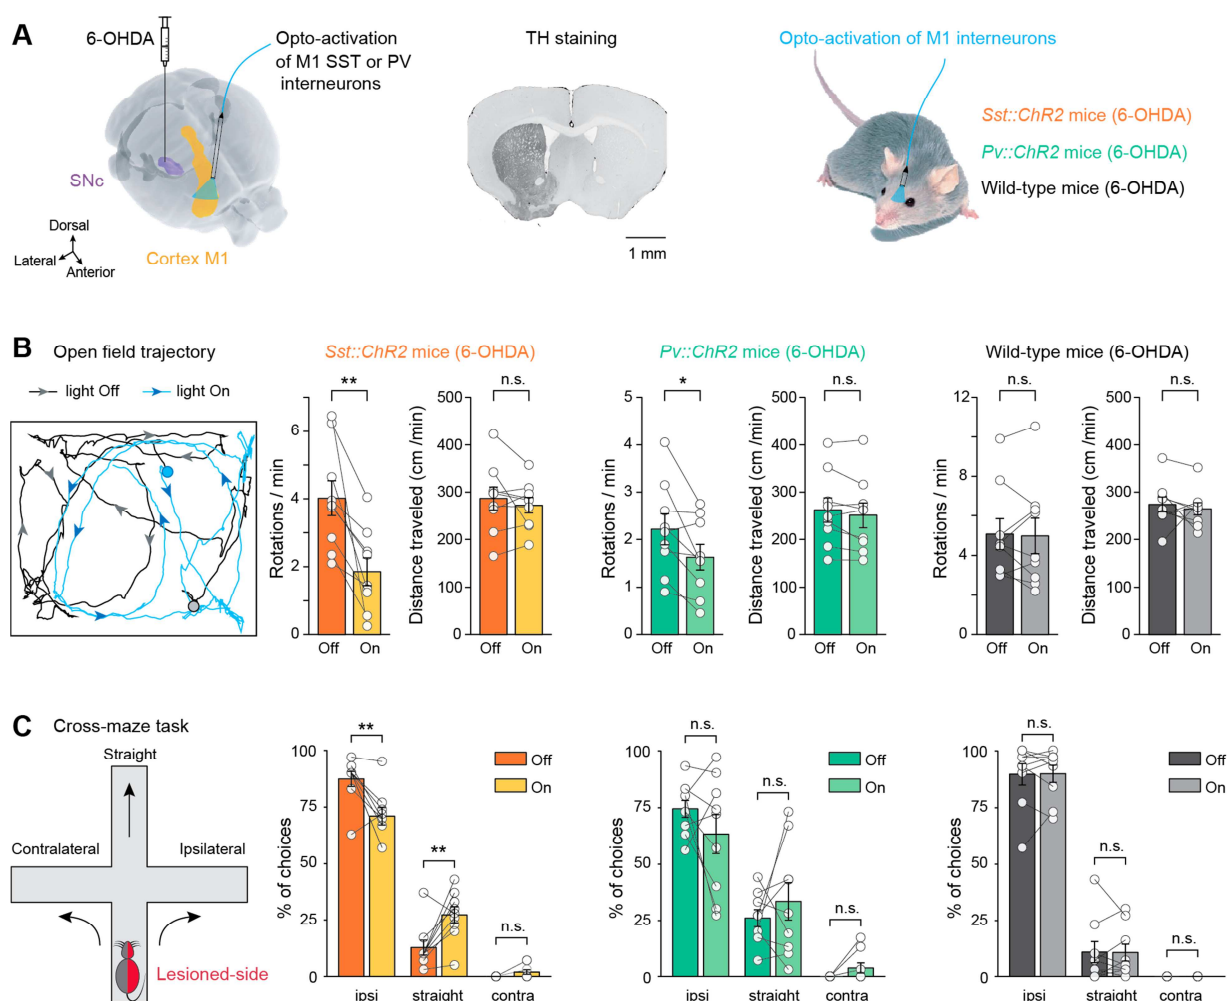 A
6-OHDA
Opto-activation
of M1 SST or PV
interneurons
SNc
Dorsal
Lateral
Anterior
Cortex M1
TH staining
1 mm
Opto-activation of M1 interneurons
Sst::ChR2 mice (6-OHDA)
Pv::ChR2 mice (6-OHDA)
Wild-type mice (6-OHDA)
B
Open field trajectory
light Off
light On
Sst::ChR2 mice (6-OHDA)
**
Rotations / min
6
4
2
0
Off
On
n.s.
Distance traveled (cm /min)
500
400
300
200
100
0
Off
On
Pv::ChR2 mice (6-OHDA)
*
Rotations / min
5
4
3
2
1
0
Off
On
n.s.
Distance traveled (cm /min)
500
400
300
200
100
0
Off
On
Wild-type mice (6-OHDA)
n.s.
Rotations / min
12
8
4
0
Off
On
n.s.
Distance traveled (cm /min)
500
400
300
200
100
0
Off
On
C
Cross-maze task
Straight
Contralateral
Ipsilateral
Lesioned-side
% of choices
100
75
50
25
0
**
**
n.s.
Off
On
ipsi
straight
contra
% of choices
100
75
50
25
0
n.s.
n.s.
n.s.
Off
On
ipsi
straight
contra
% of choices
100
75
50
25
0
n.s.
n.s.
n.s.
Off
On
ipsi
straight
contra